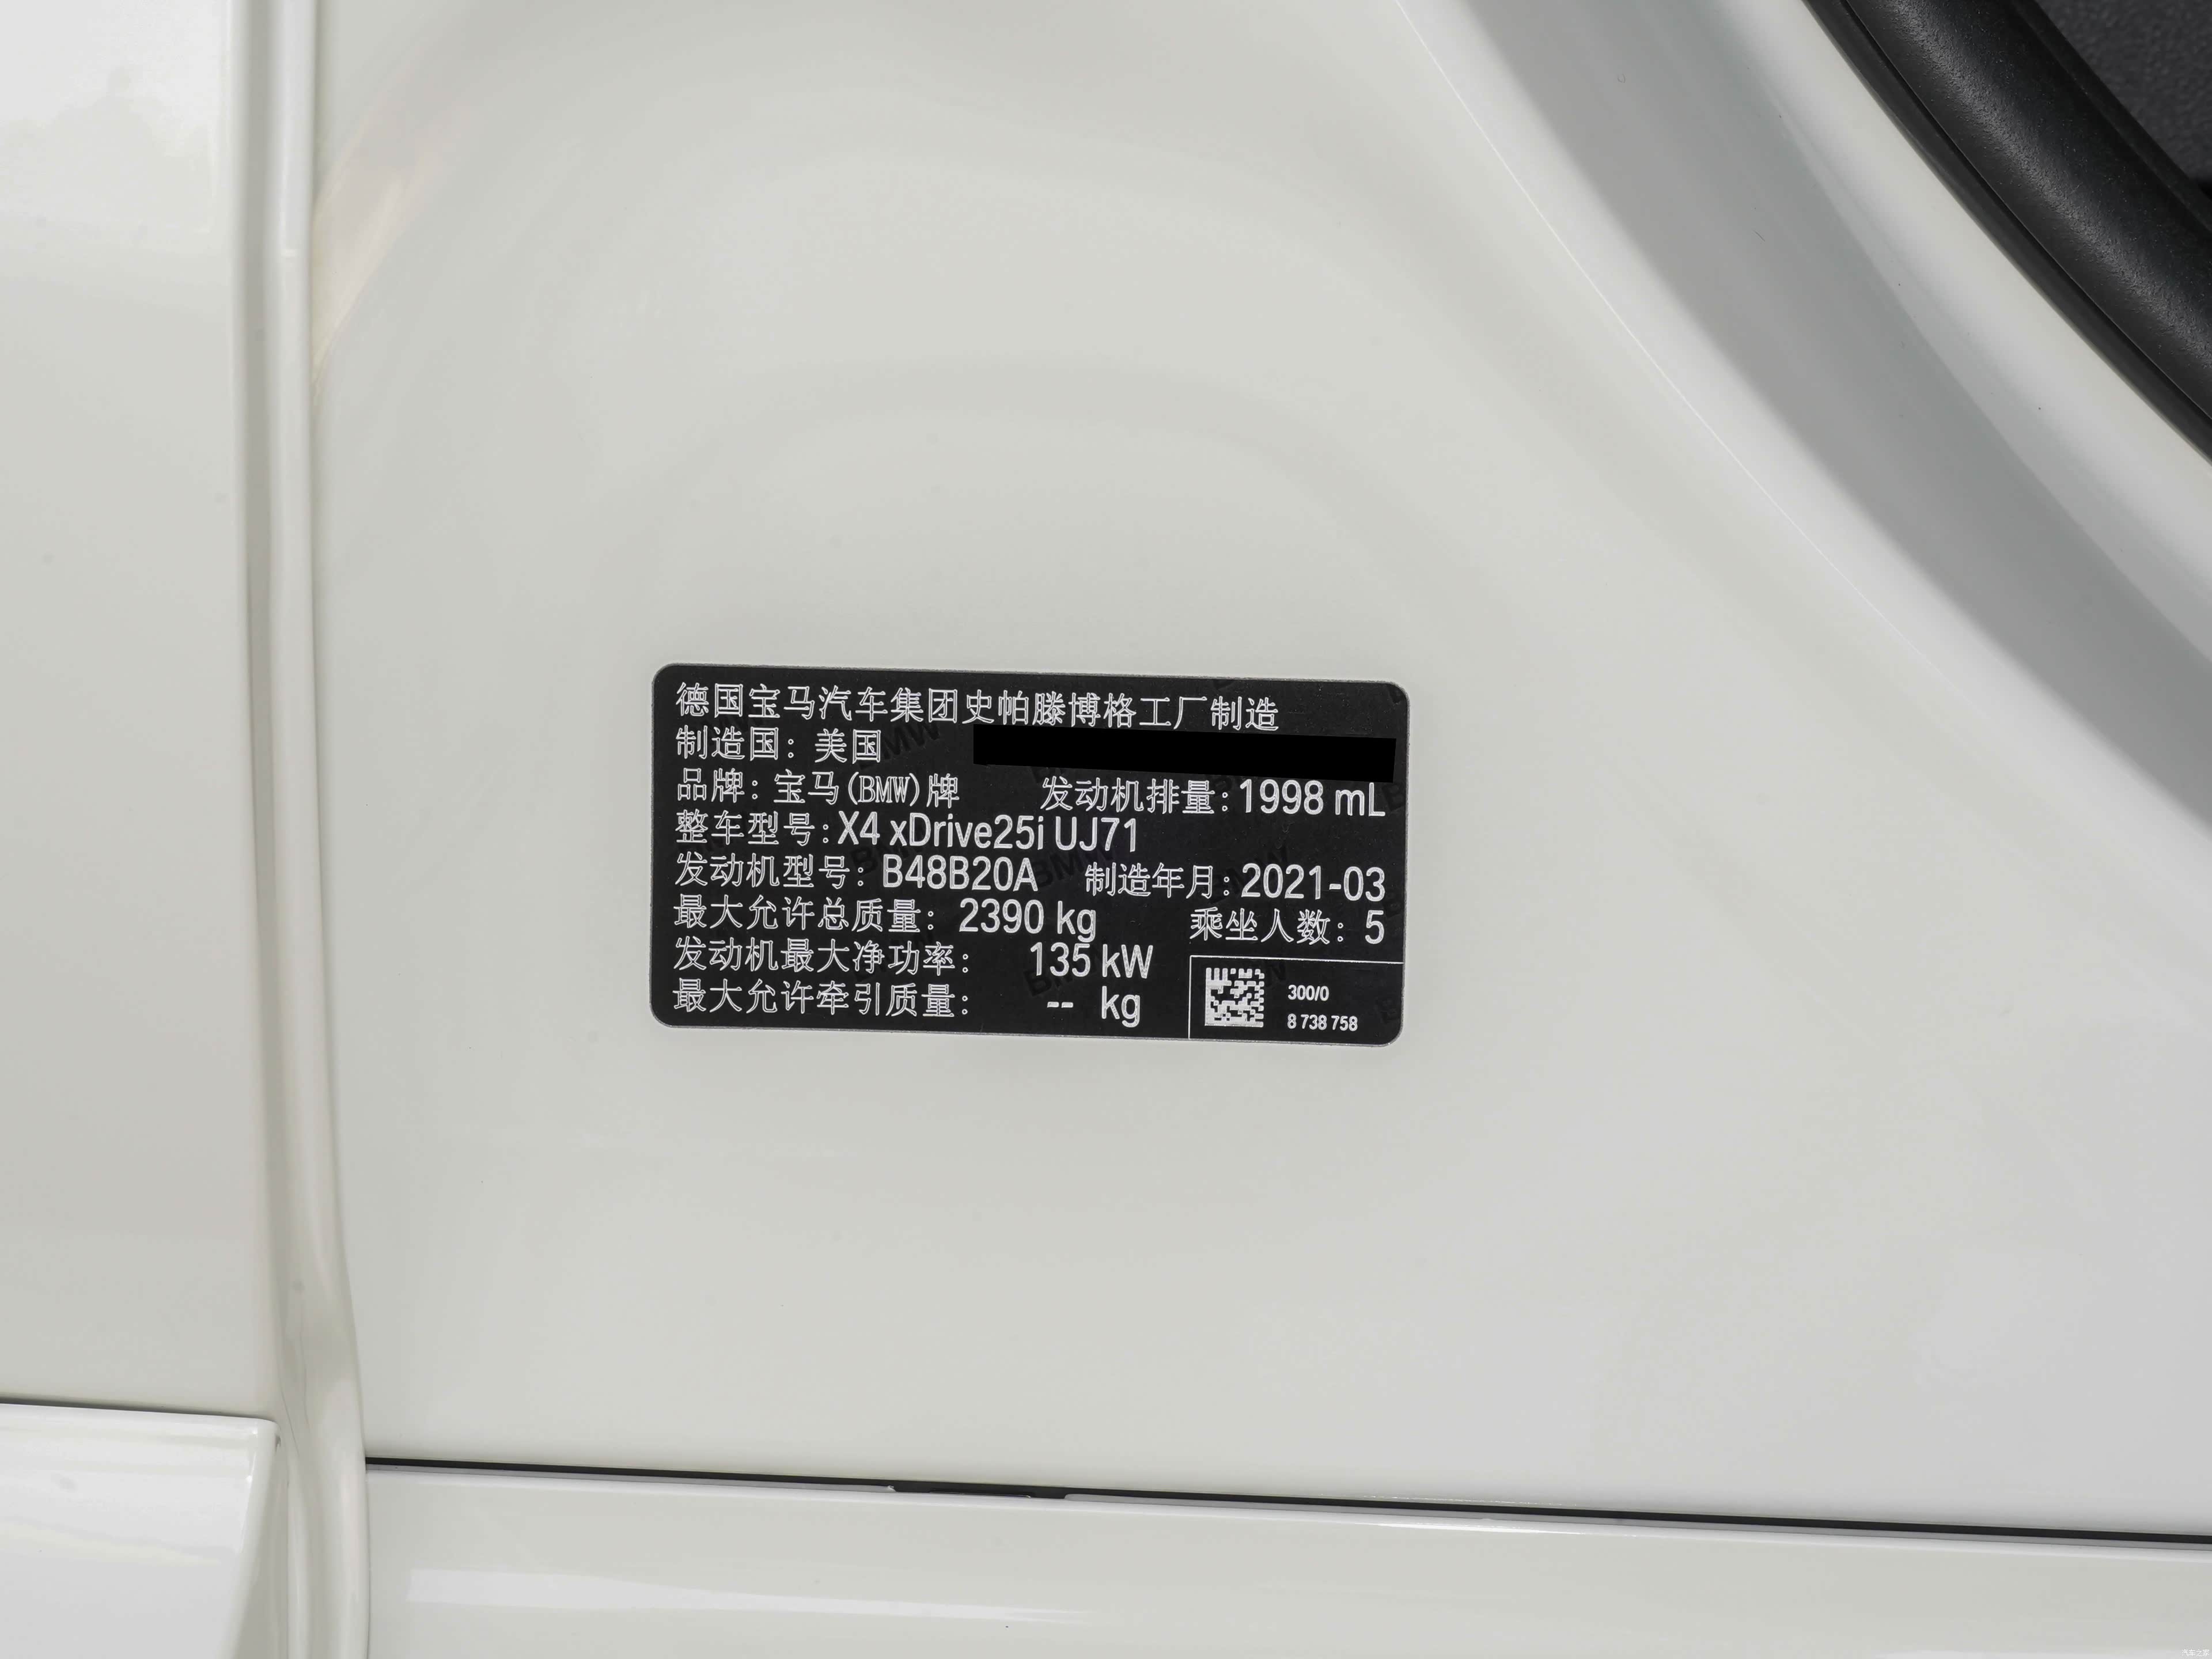 德国宝马汽车集团史帕滕博格工厂制造
制造国：美国
品牌：宝马(BMW)牌 发动机排量：1998 mL
整车型号：X4 xDrive25i UJ71
发动机型号：B48B20A 制造年月：2021-03
最大允许总质量：2390 kg 乘坐人数：5
发动机最大净功率：135 kW
最大允许牵引质量：-- kg
300/0
8 738 758
汽车之家